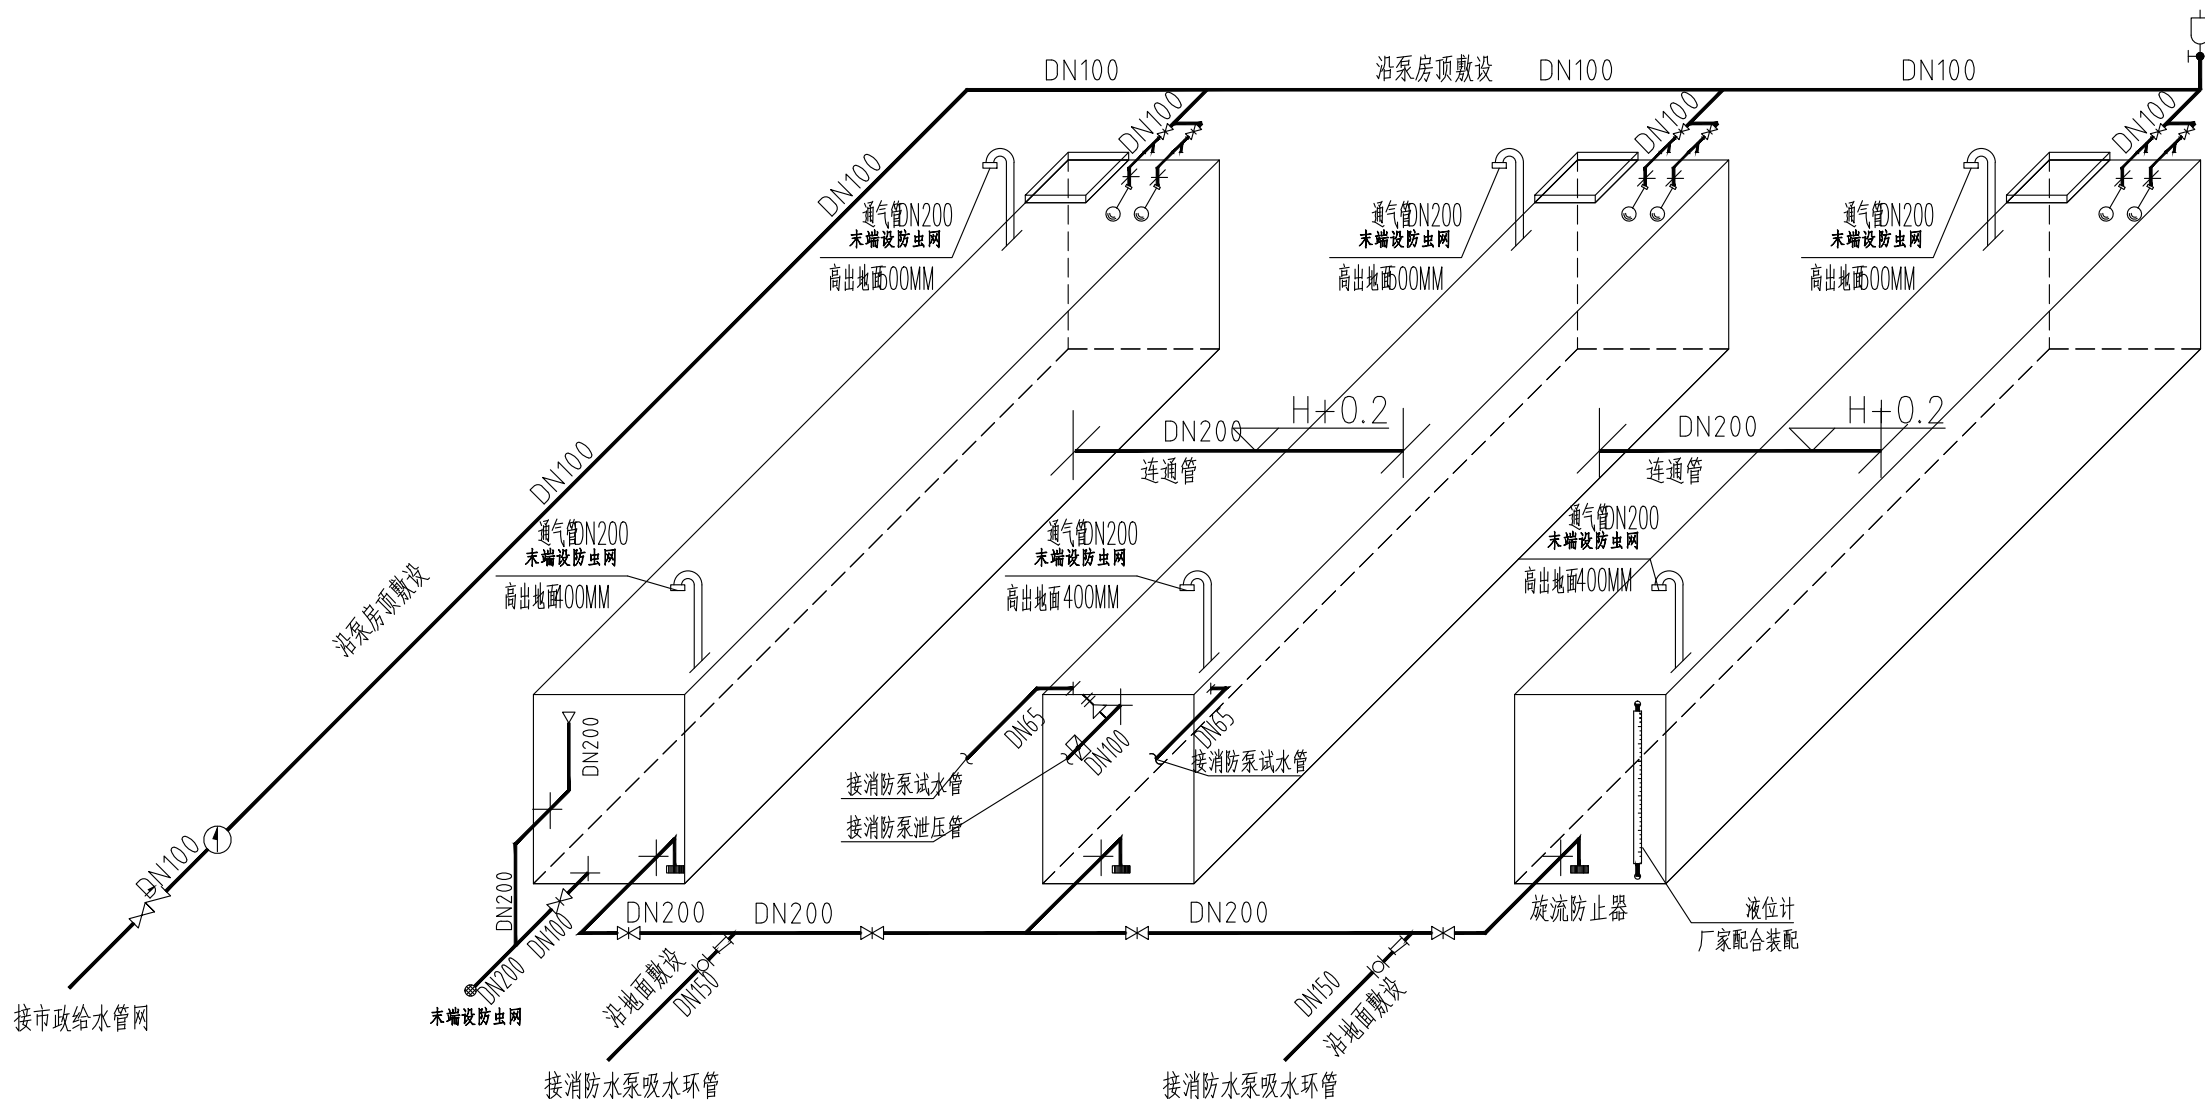 DN100
沿泵房顶敷设
DN100
DN100
DN100
DN100
DN100
DN100
通气管DN200
末端设防虫网
高出地面500MM
通气管DN200
末端设防虫网
高出地面500MM
通气管DN200
末端设防虫网
高出地面500MM
DN200
H+0.2
连通管
DN200
H+0.2
连通管
DN100
沿泵房顶敷设
通气管DN200
末端设防虫网
高出地面400MM
通气管DN200
末端设防虫网
高出地面400MM
通气管DN200
末端设防虫网
高出地面400MM
DN200
DN65
DN100
DN65
接消防泵试水管
接消防泵试水管
接消防泵泄压管
DN100
DN200
DN100
DN200
DN200
DN200
DN200
旋流防止器
液位计
厂家配合装配
沿地面敷设
DN150
DN150
沿地面敷设
接市政给水管网
末端设防虫网
接消防水泵吸水环管
接消防水泵吸水环管